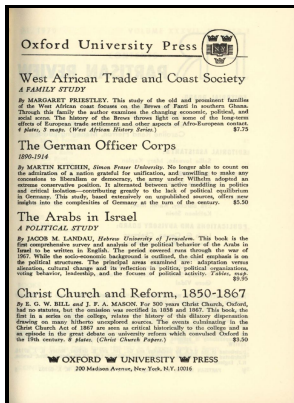 Oxford University Press
West African Trade and Coast Society
A FAMILY STUDY
By MARGARET PRIESTLEY. This study of the old and prominent families
of the West African coast focuses on the Brews of Fanti in southern Ghana.
Through this family the author examines the changing economic, political, and
social scene. The history of the Brews throws light on some of the long-term
effects of European trade settlement and other aspects of Afro-European contact.
4 plates, 3 maps. (West African History Series.) $7.75
The German Officer Corps
1890-1914
By MARTIN KITCHEN, Simon Fraser University. No longer able to count on
the admiration of a nation grateful for unification, and unwilling to make any
concessions to liberalism or democracy, the army under Wilhelm adopted an
extreme conservative position. It alternated between active meddling in politics
and critical isolation—contributing greatly to the lack of political equilibrium
in Germany. This study, based extensively on unpublished sources, offers new
insights into the complexities of Germany at the turn of the century. $5.50
The Arabs in Israel
A POLITICAL STUDY
By JACOB M. LANDAU, Hebrew University of Jerusalem. This book is the
first comprehensive survey and analysis of the political behavior of the Arabs in
Israel to be written in English. The period covered runs through the war of
1967. While the socio-economic background is outlined, the chief emphasis is on
the political structures. The principal areas examined are: adaptation versus
alienation, cultural change and its reflection in politics, political organizations,
voting behavior, leadership, and the focuses of political activity. Tables, map.
$9.95
Christ Church and Reform, 1850-1867
By E. G. W. BILL and J. F. A. MASON. For 300 years Christ Church, Oxford,
had no statutes, but the omission was rectified in 1858 and 1867. This book, the
first in a series on the college, relates the history of this dilatory dispensation
drawing on many hitherto unexplored sources. The events culminating in the
Christ Church Act of 1867 are seen as critical historically to the college and as
an episode in the great debate on university reform which convulsed Oxford in
the 19th century. 8 plates. (Christ Church Papers.) $3.50
OXFORD UNIVERSITY PRESS
200 Madison Avenue, New York, N.Y. 10016